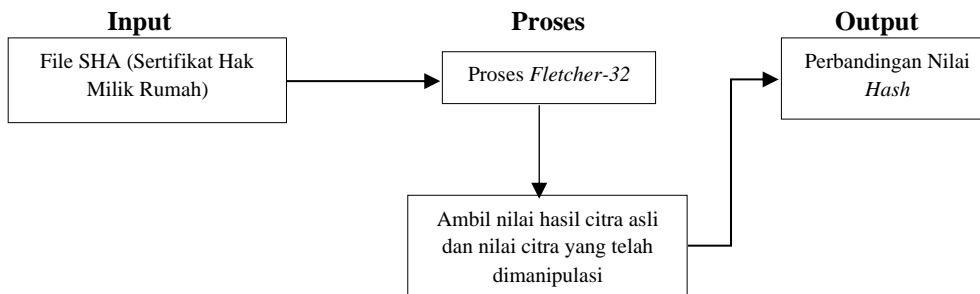 Input
Proses
Output
File SHA (Sertifikat Hak
Milik Rumah)
Proses Fletcher-32
Perbandingan Nilai
Hash
Ambil nilai hasil citra asli
dan nilai citra yang telah
dimanipulasi